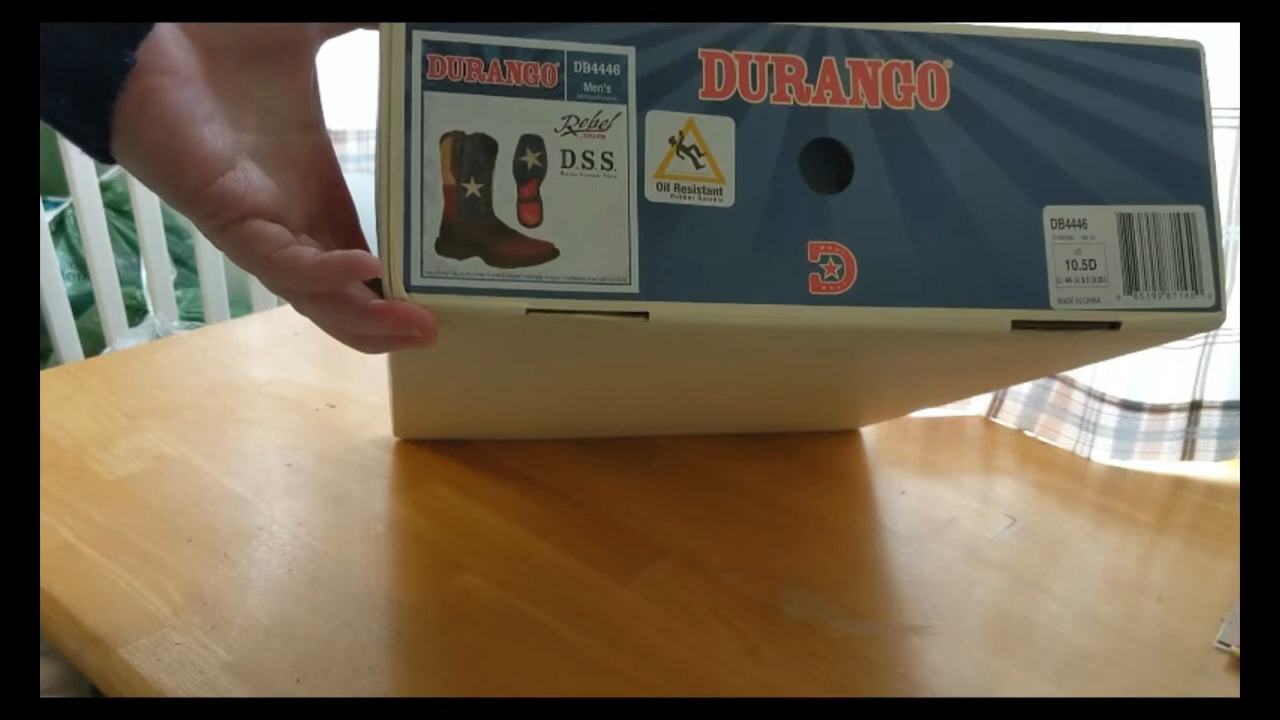 DURANGO
DB4446
Men's
Rebel
D.S.S.
DURANGO
Oil Resistant
D
DB4446
10.5D
MADE IN CHINA